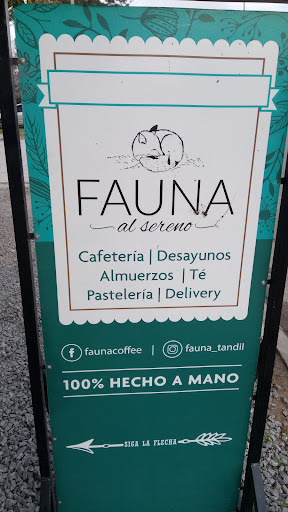 FAUNA
al sereno
Cafetería | Desayunos
Almuerzos | Té
Pastelería | Delivery
faunacoffee | fauna_tandil
100% HECHO A MANO
SIGA LA FLECHA